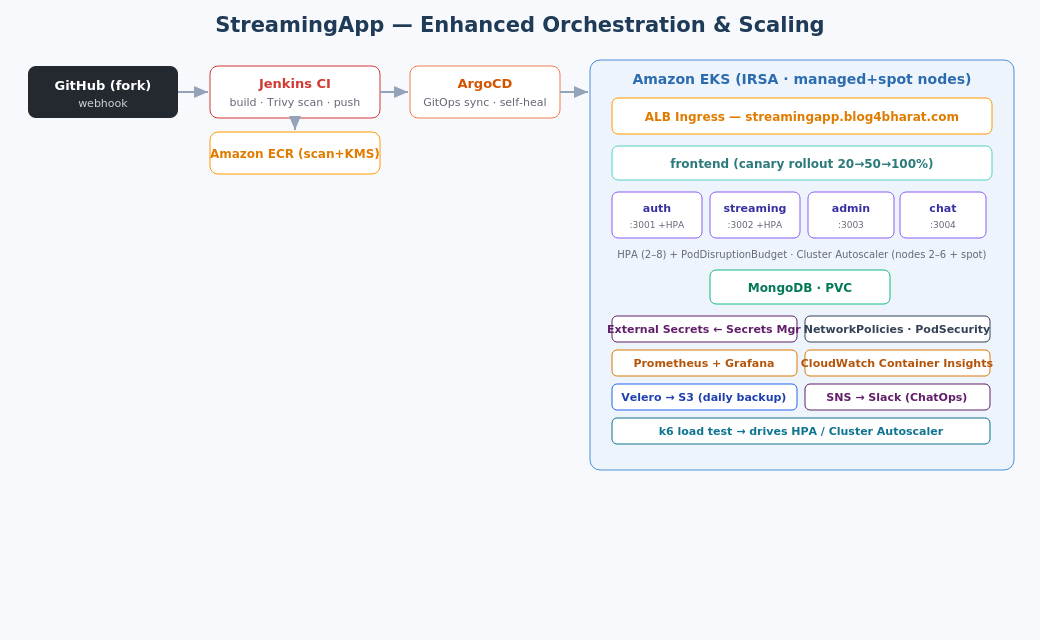 StreamingApp — Enhanced Orchestration & Scaling
GitHub (fork)
webhook
Jenkins CI
build · Trivy scan · push
ArgoCD
GitOps sync · self-heal
Amazon ECR (scan+KMS)
Amazon EKS (IRSA · managed+spot nodes)
ALB Ingress — streamingapp.blog4bharat.com
frontend (canary rollout 20→50→100%)
auth
:3001 +HPA
streaming
:3002 +HPA
admin
:3003
chat
:3004
HPA (2–8) + PodDisruptionBudget · Cluster Autoscaler (nodes 2–6 + spot)
MongoDB · PVC
External Secrets ← Secrets Mgr
NetworkPolicies · PodSecurity
Prometheus + Grafana
CloudWatch Container Insights
Velero → S3 (daily backup)
SNS → Slack (ChatOps)
k6 load test → drives HPA / Cluster Autoscaler